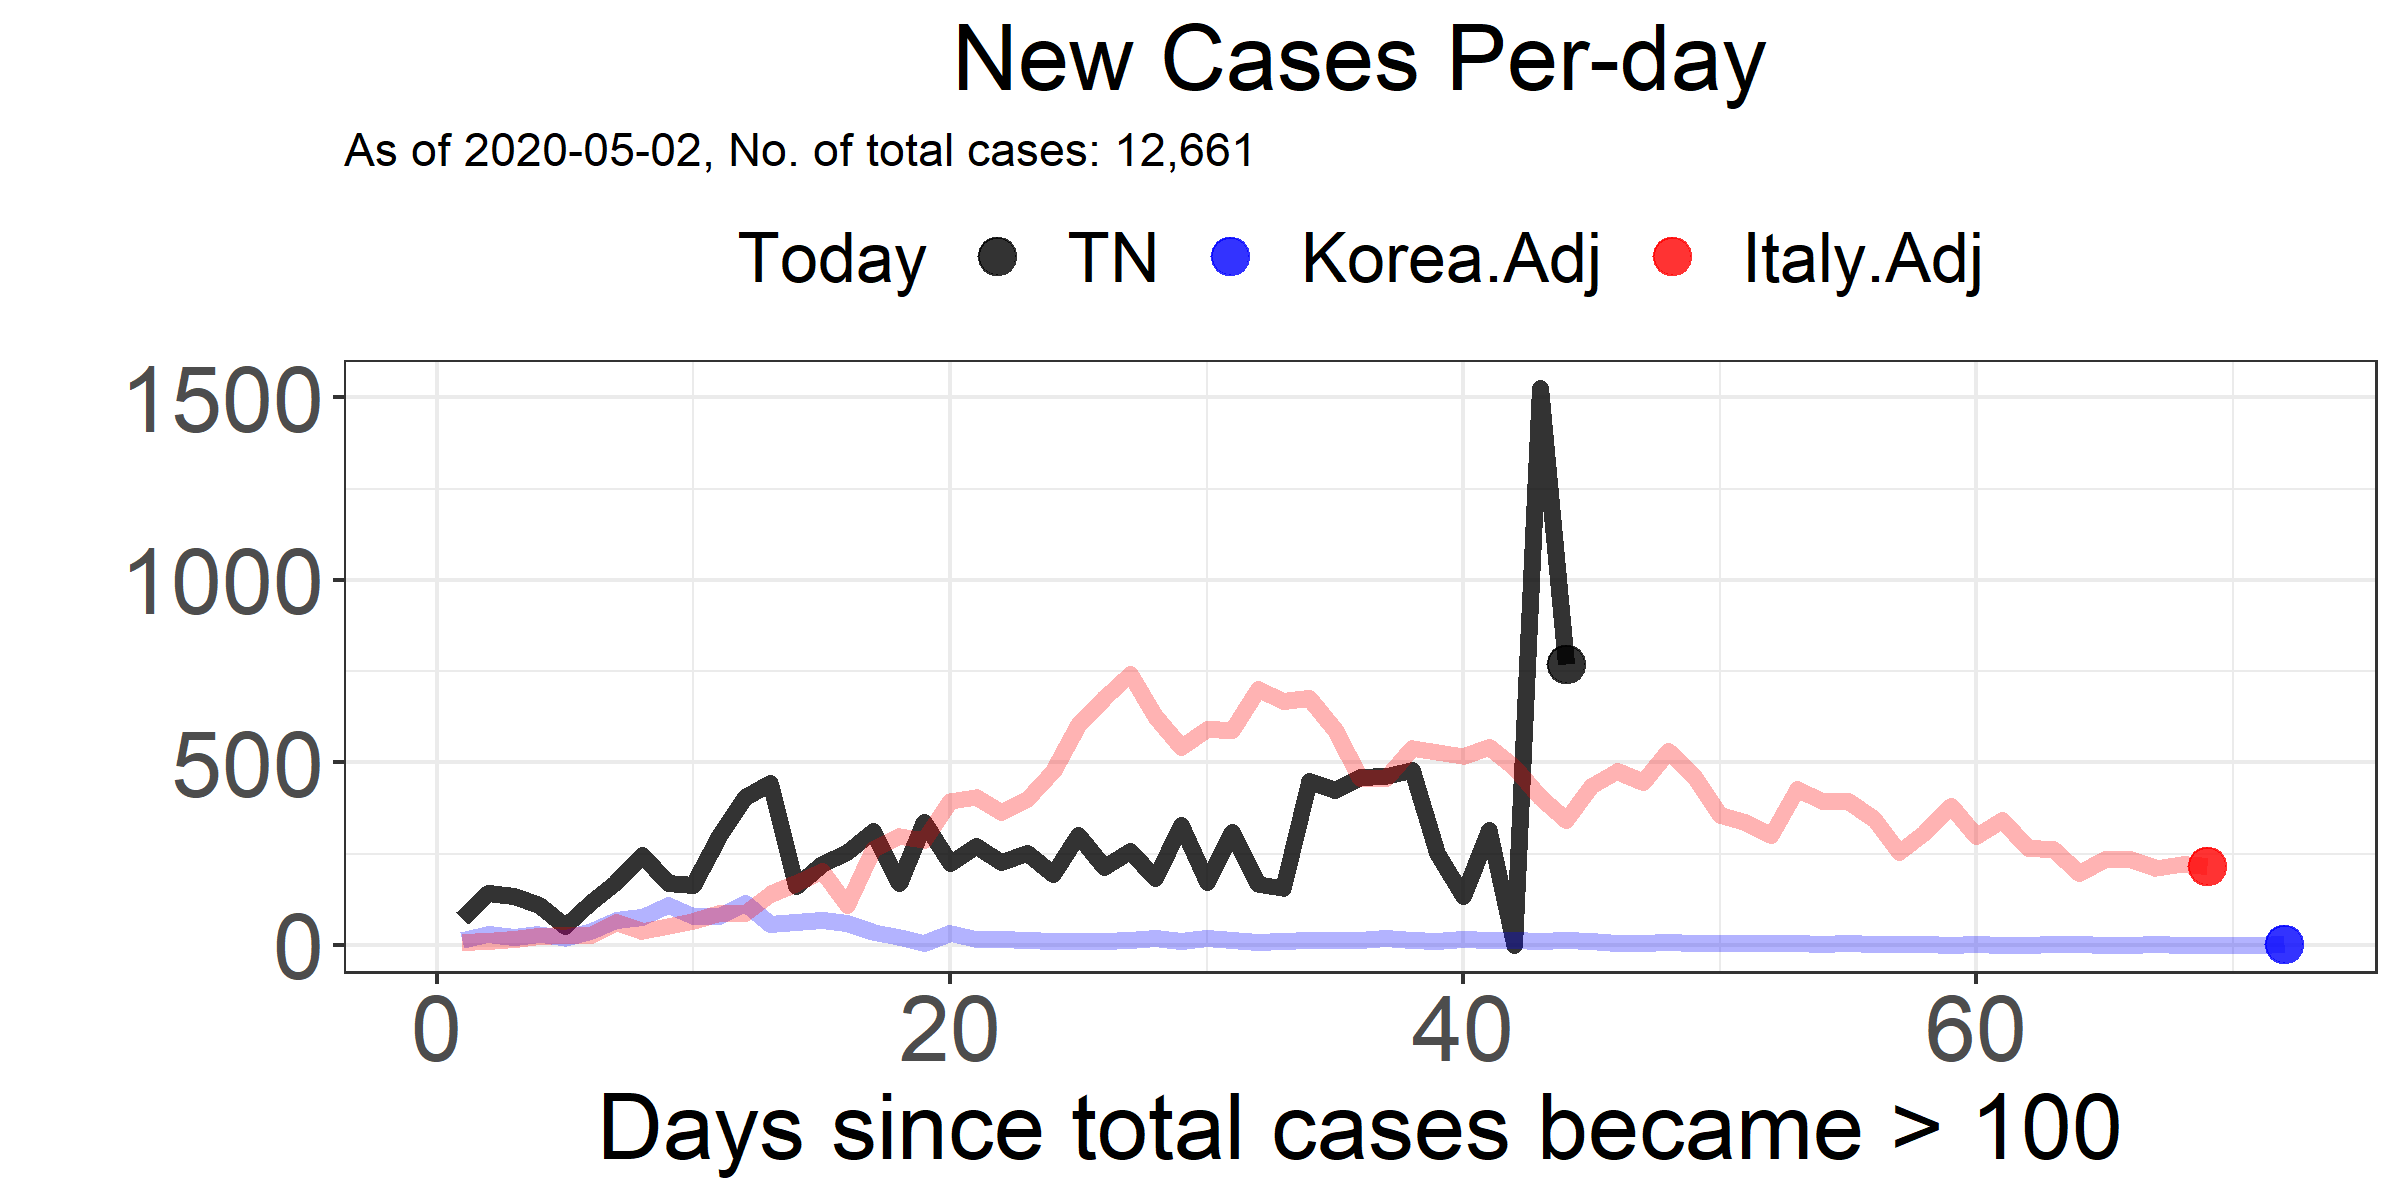 New Cases Per-day
As of 2020-05-02, No. of total cases: 12,661
Today TN Korea.Adj Italy.Adj
1500
1000
500
0
0 20 40 60
Days since total cases became > 100